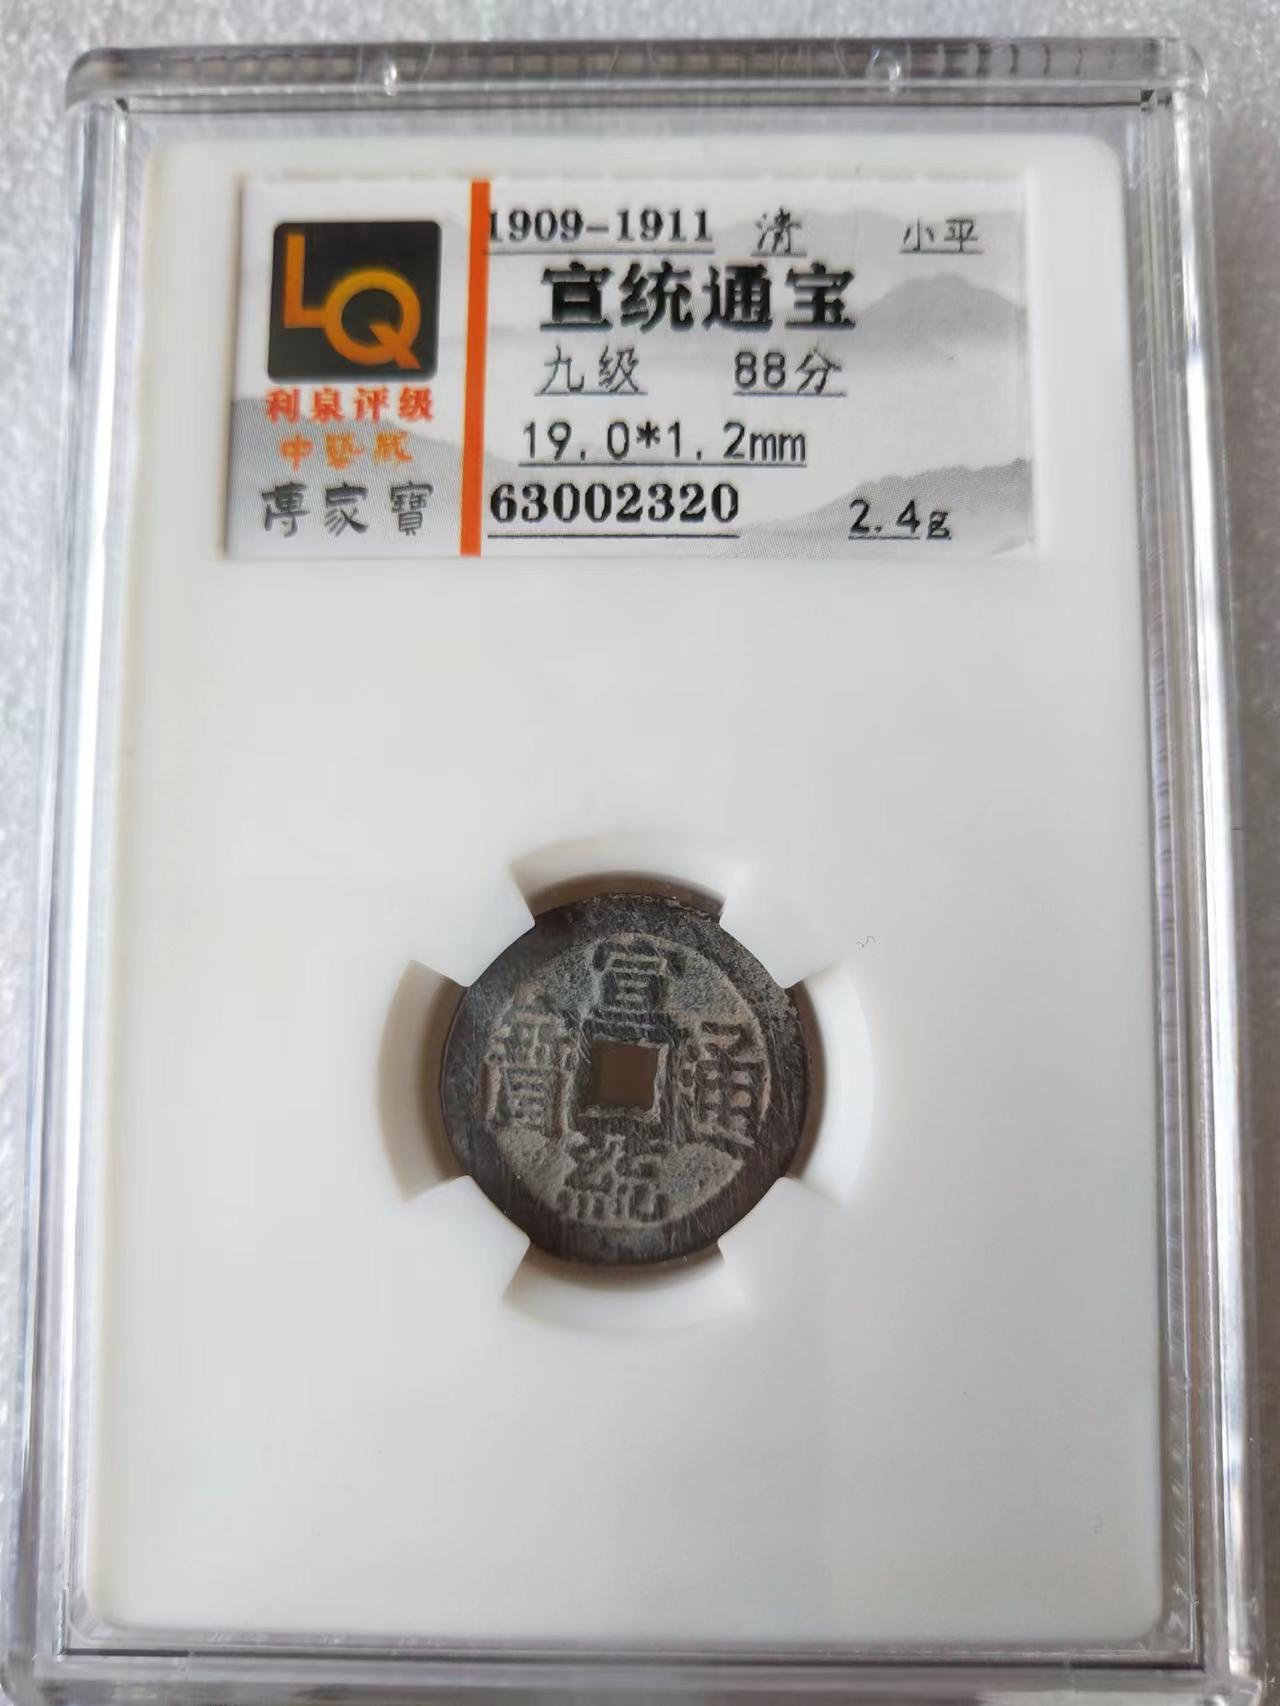 LQ
利泉评级
中艺藏
傳家寶
1909-1911 清 小平
宣统通宝
九级 88分
19.0*1.2mm
63002320 2.4g
宣
寶 通
統